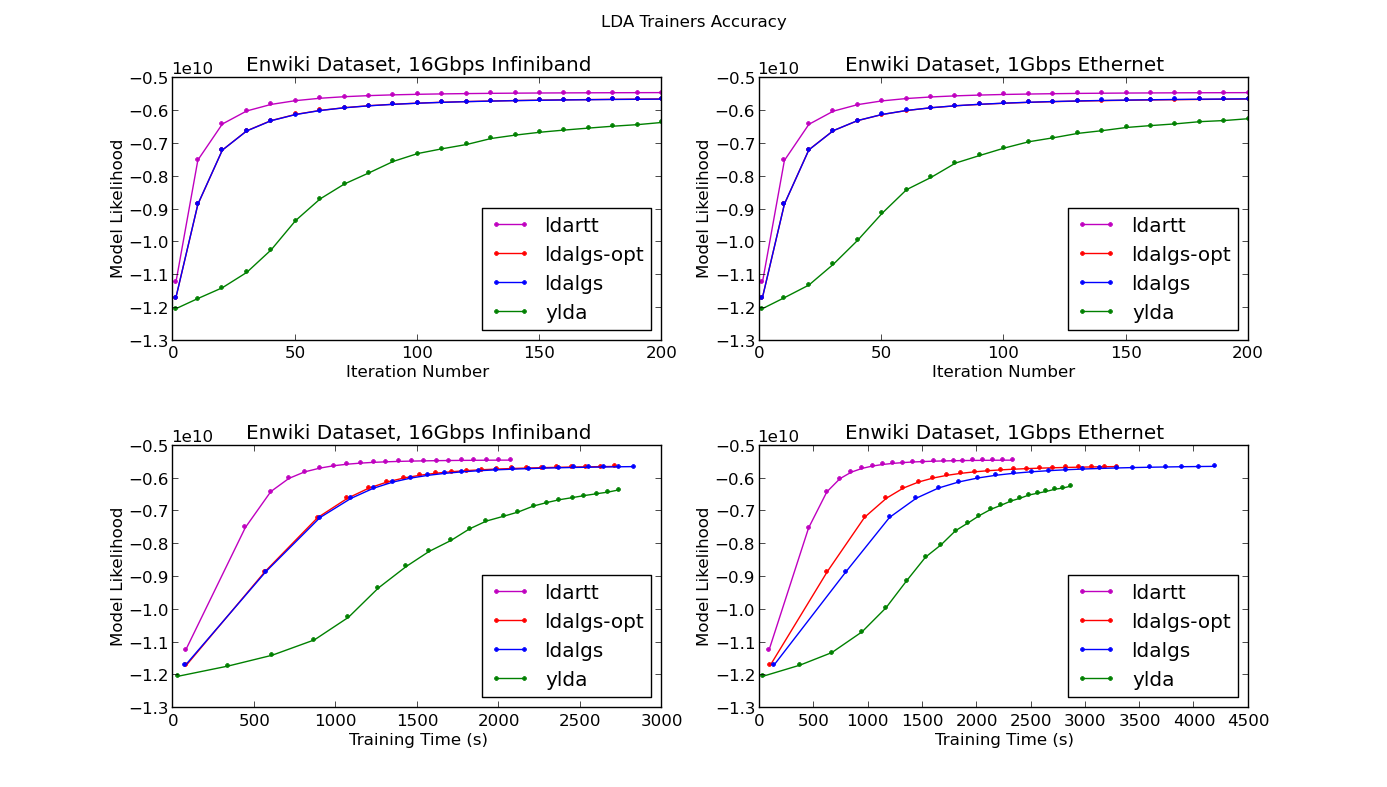 LDA Trainers Accuracy
Enwiki Dataset, 16Gbps Infiniband
1e10
−0.5
−0.6
−0.7
−0.8
−0.9
−1.0
−1.1
−1.2
−1.3
Model Likelihood
ldartt
ldalgs-opt
ldalgs
ylda
0 50 100 150 200
Iteration Number
Enwiki Dataset, 1Gbps Ethernet
1e10
−0.5
−0.6
−0.7
−0.8
−0.9
−1.0
−1.1
−1.2
−1.3
Model Likelihood
ldartt
ldalgs-opt
ldalgs
ylda
0 50 100 150 200
Iteration Number
Enwiki Dataset, 16Gbps Infiniband
1e10
−0.5
−0.6
−0.7
−0.8
−0.9
−1.0
−1.1
−1.2
−1.3
Model Likelihood
ldartt
ldalgs-opt
ldalgs
ylda
0 500 1000 1500 2000 2500 3000
Training Time (s)
Enwiki Dataset, 1Gbps Ethernet
1e10
−0.5
−0.6
−0.7
−0.8
−0.9
−1.0
−1.1
−1.2
−1.3
Model Likelihood
ldartt
ldalgs-opt
ldalgs
ylda
0 500 1000 1500 2000 2500 3000 3500 4000 4500
Training Time (s)